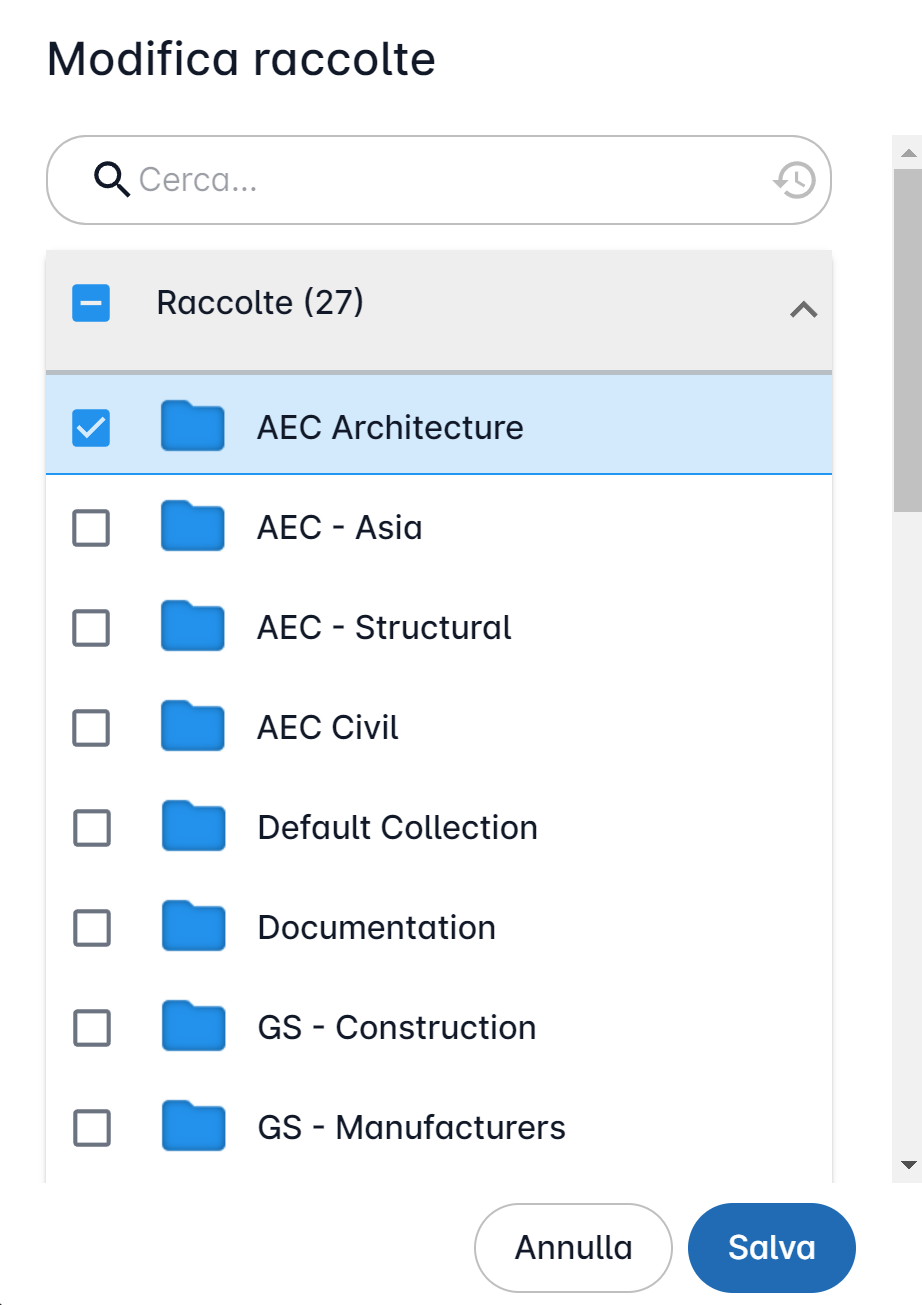 Modifica raccolte
Cerca...
Raccolte (27)
AEC Architecture
AEC - Asia
AEC - Structural
AEC Civil
Default Collection
Documentation
GS - Construction
GS - Manufacturers
Annulla
Salva